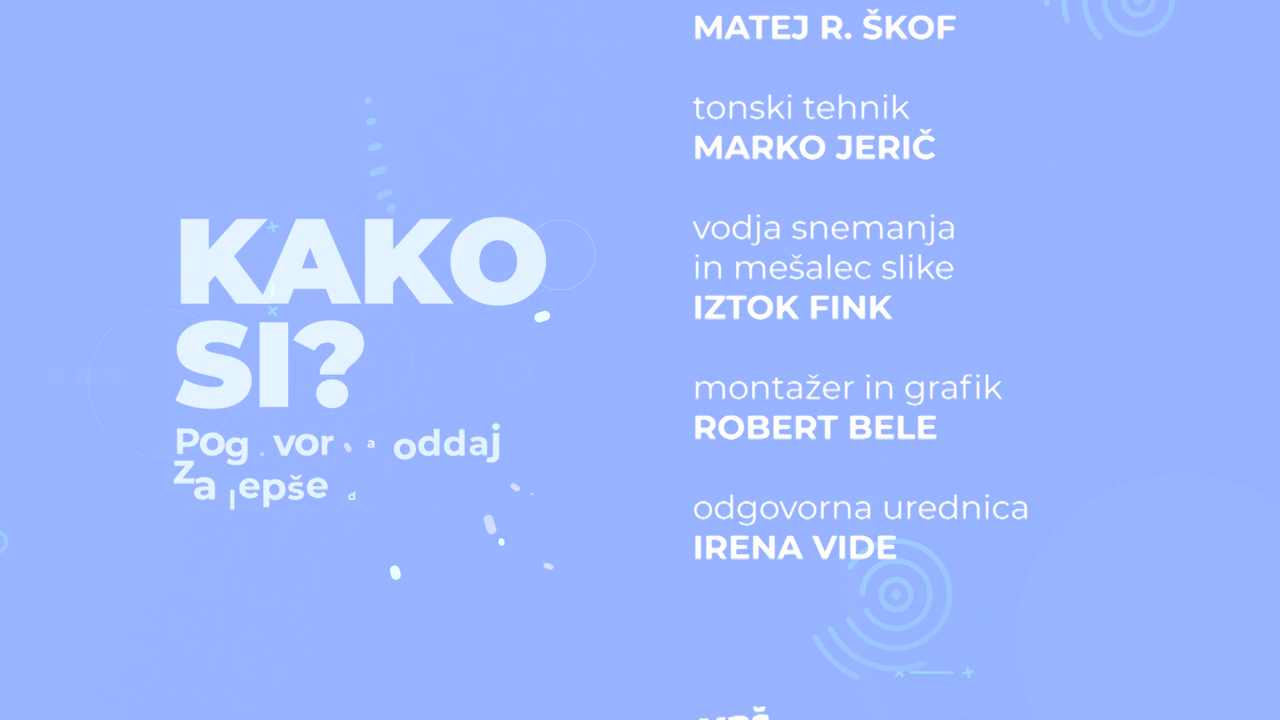 KAKO
SI?
MATEJ R. ŠKOF
tonski tehnik
MARKO JERIČ
vodja snemanja
in mešalec slike
IZTOK FINK
montažer in grafik
ROBERT BELE
odgovorna urednica
IRENA VIDE